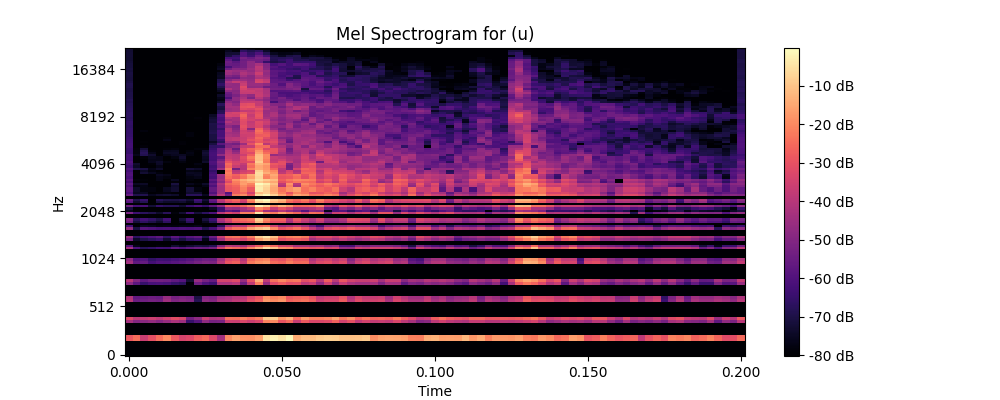 Mel Spectrogram for (u)
16384
8192
4096
2048
1024
512
0
Hz
0.000 0.050 0.100 0.150 0.200
Time
-10 dB
-20 dB
-30 dB
-40 dB
-50 dB
-60 dB
-70 dB
-80 dB